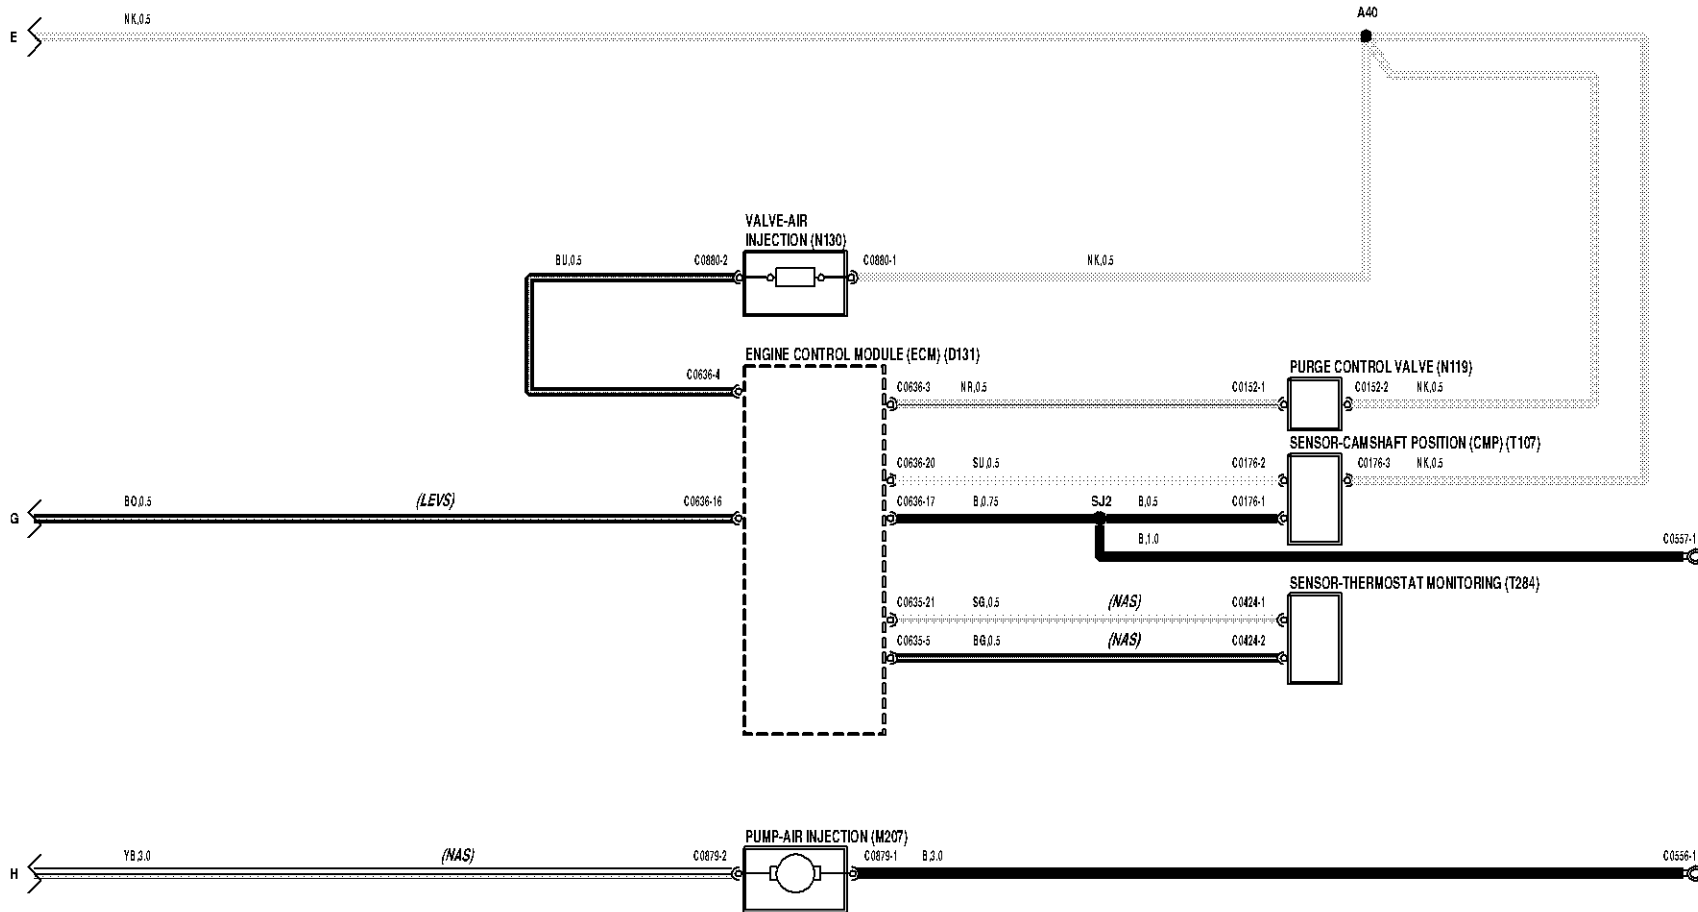 NK,0.5
A40
E
VALVE-AIR
INJECTION (N130)
BU,0.5
C0880-2
C0880-1
NK,0.5
ENGINE CONTROL MODULE (ECM) (D131)
C0636-4
PURGE CONTROL VALVE (N119)
C0636-3
NR,0.5
C0152-1
C0152-2
NK,0.5
SENSOR-CAMSHAFT POSITION (CMP) (T107)
C0636-20
SU,0.5
C0176-2
C0176-3
NK,0.5
G
BO,0.5
(LEVS)
C0636-16
C0636-17
B,0.75
SJ2
B,0.5
C0176-1
B,1.0
C0557-1
SENSOR-THERMOSTAT MONITORING (T284)
C0635-21
SG,0.5
(NAS)
C0424-1
C0635-5
BG,0.5
(NAS)
C0424-2
PUMP-AIR INJECTION (M207)
H
YB,3.0
(NAS)
C0879-2
C0879-1
B,3.0
C0556-1